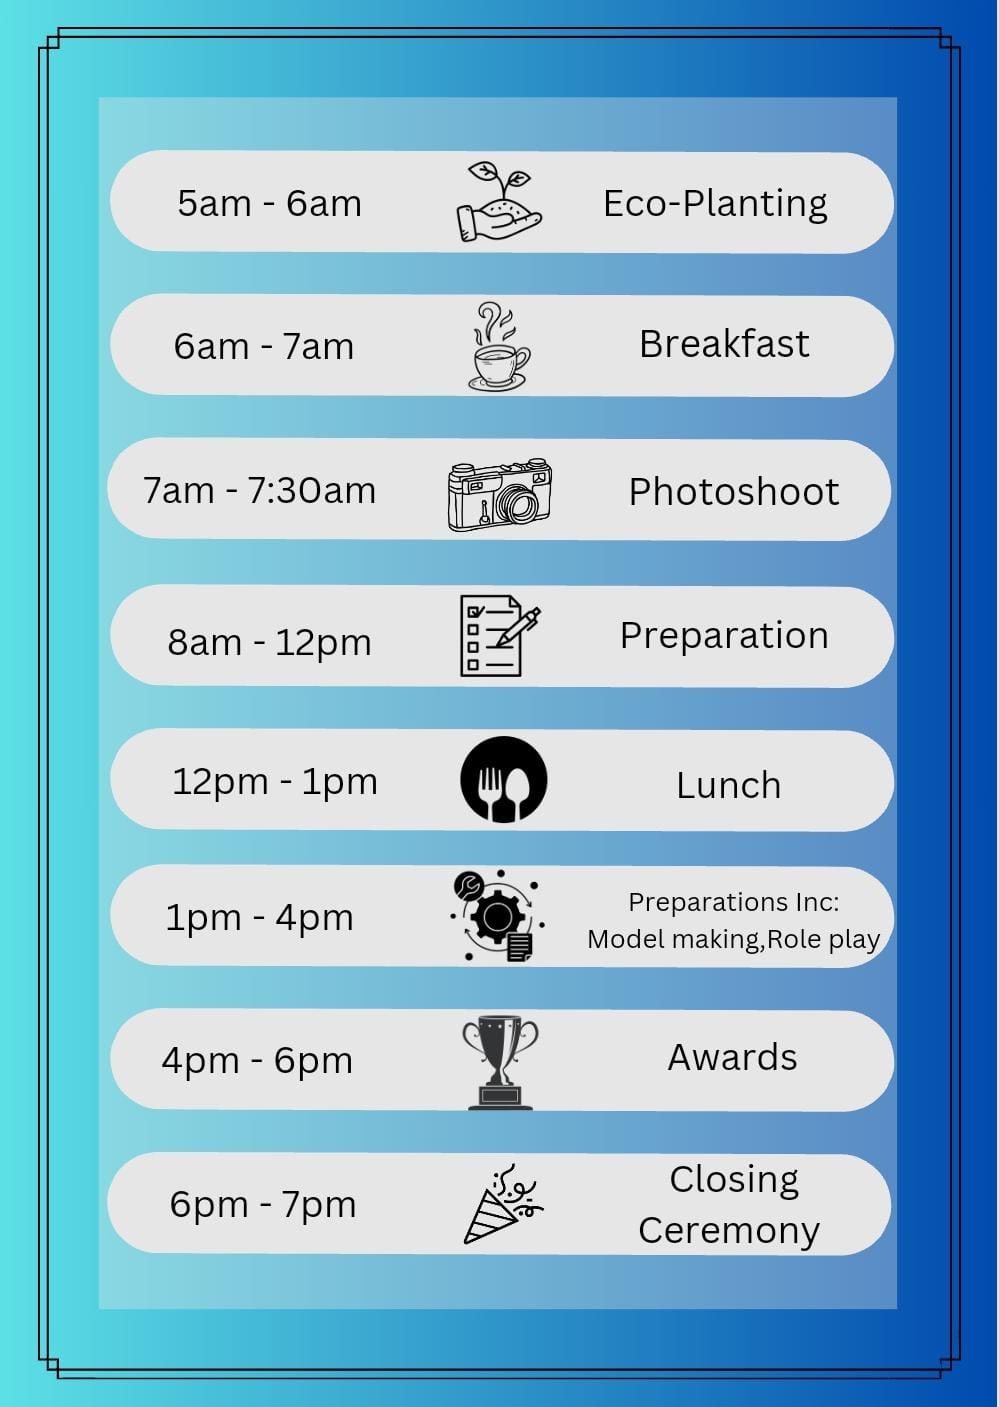 5am - 6am Eco-Planting
6am - 7am Breakfast
7am - 7:30am Photoshoot
8am - 12pm Preparation
12pm - 1pm Lunch
1pm - 4pm Preparations Inc:
Model making,Role play
4pm - 6pm Awards
6pm - 7pm Closing
Ceremony